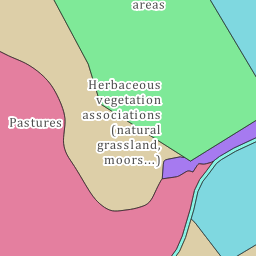 areas
Herbaceous
vegetation
associations
(natural
grassland,
moors...)
Pastures